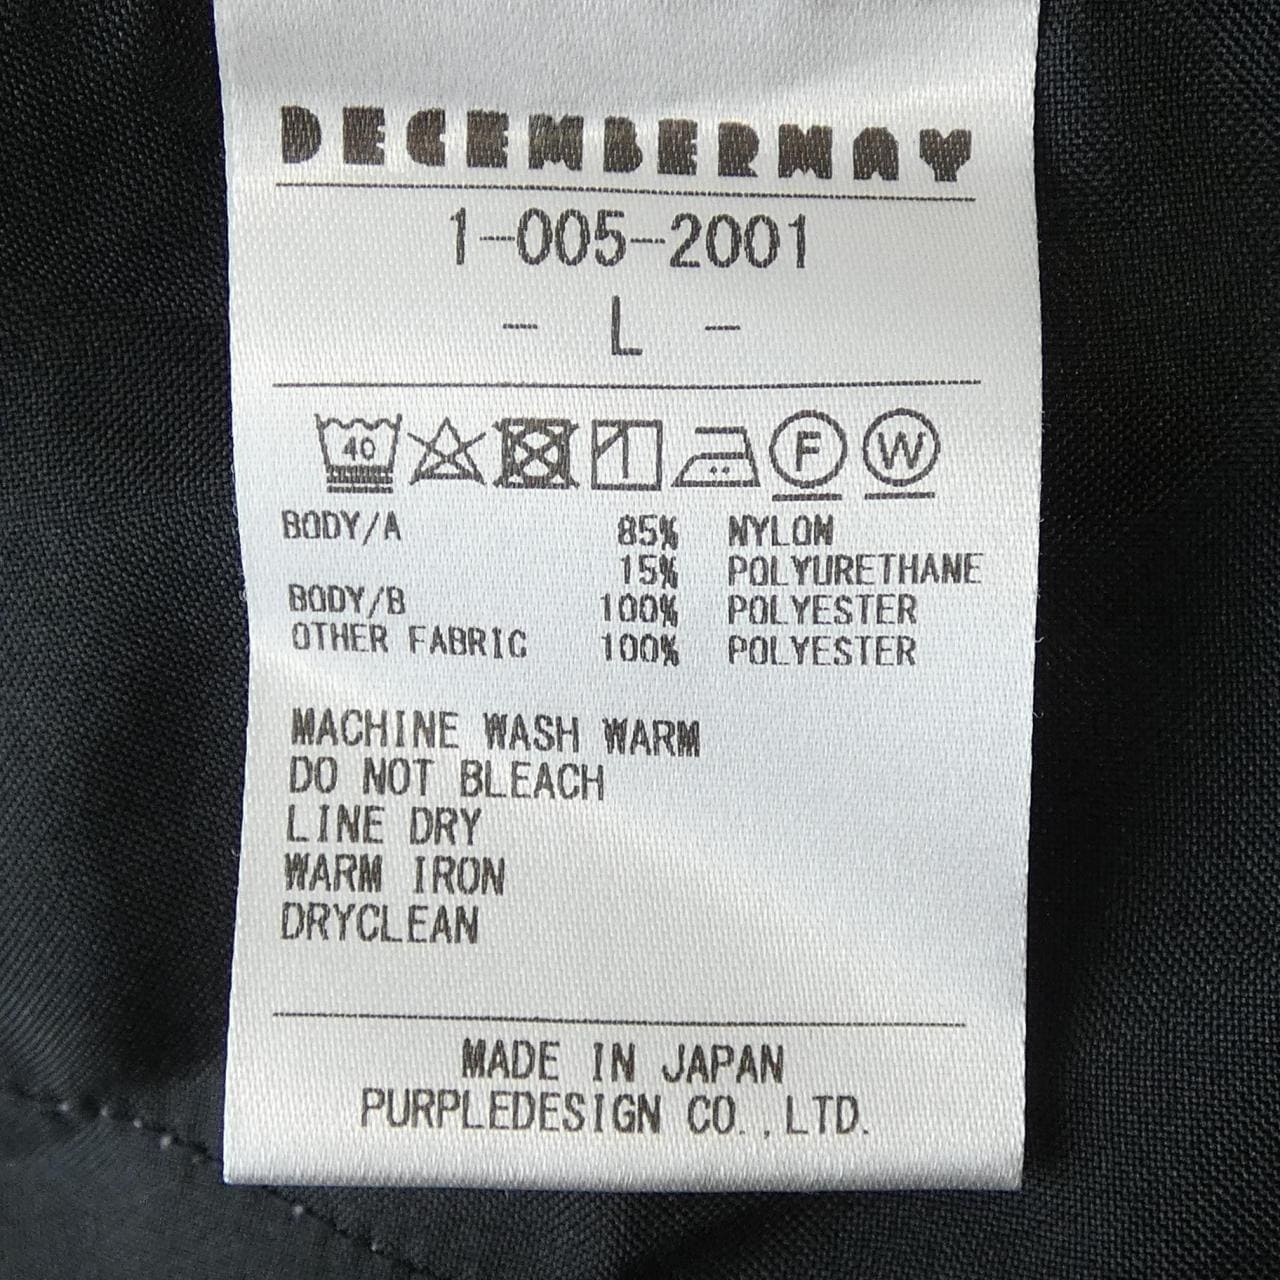 DECEMBERMAY
1-005-2001
- L -
40 F W
BODY/A 85% NYLON
15% POLYURETHANE
BODY/B 100% POLYESTER
OTHER FABRIC 100% POLYESTER
MACHINE WASH WARM
DO NOT BLEACH
LINE DRY
WARM IRON
DRYCLEAN
MADE IN JAPAN
PURPLEDESIGN CO.,LTD.